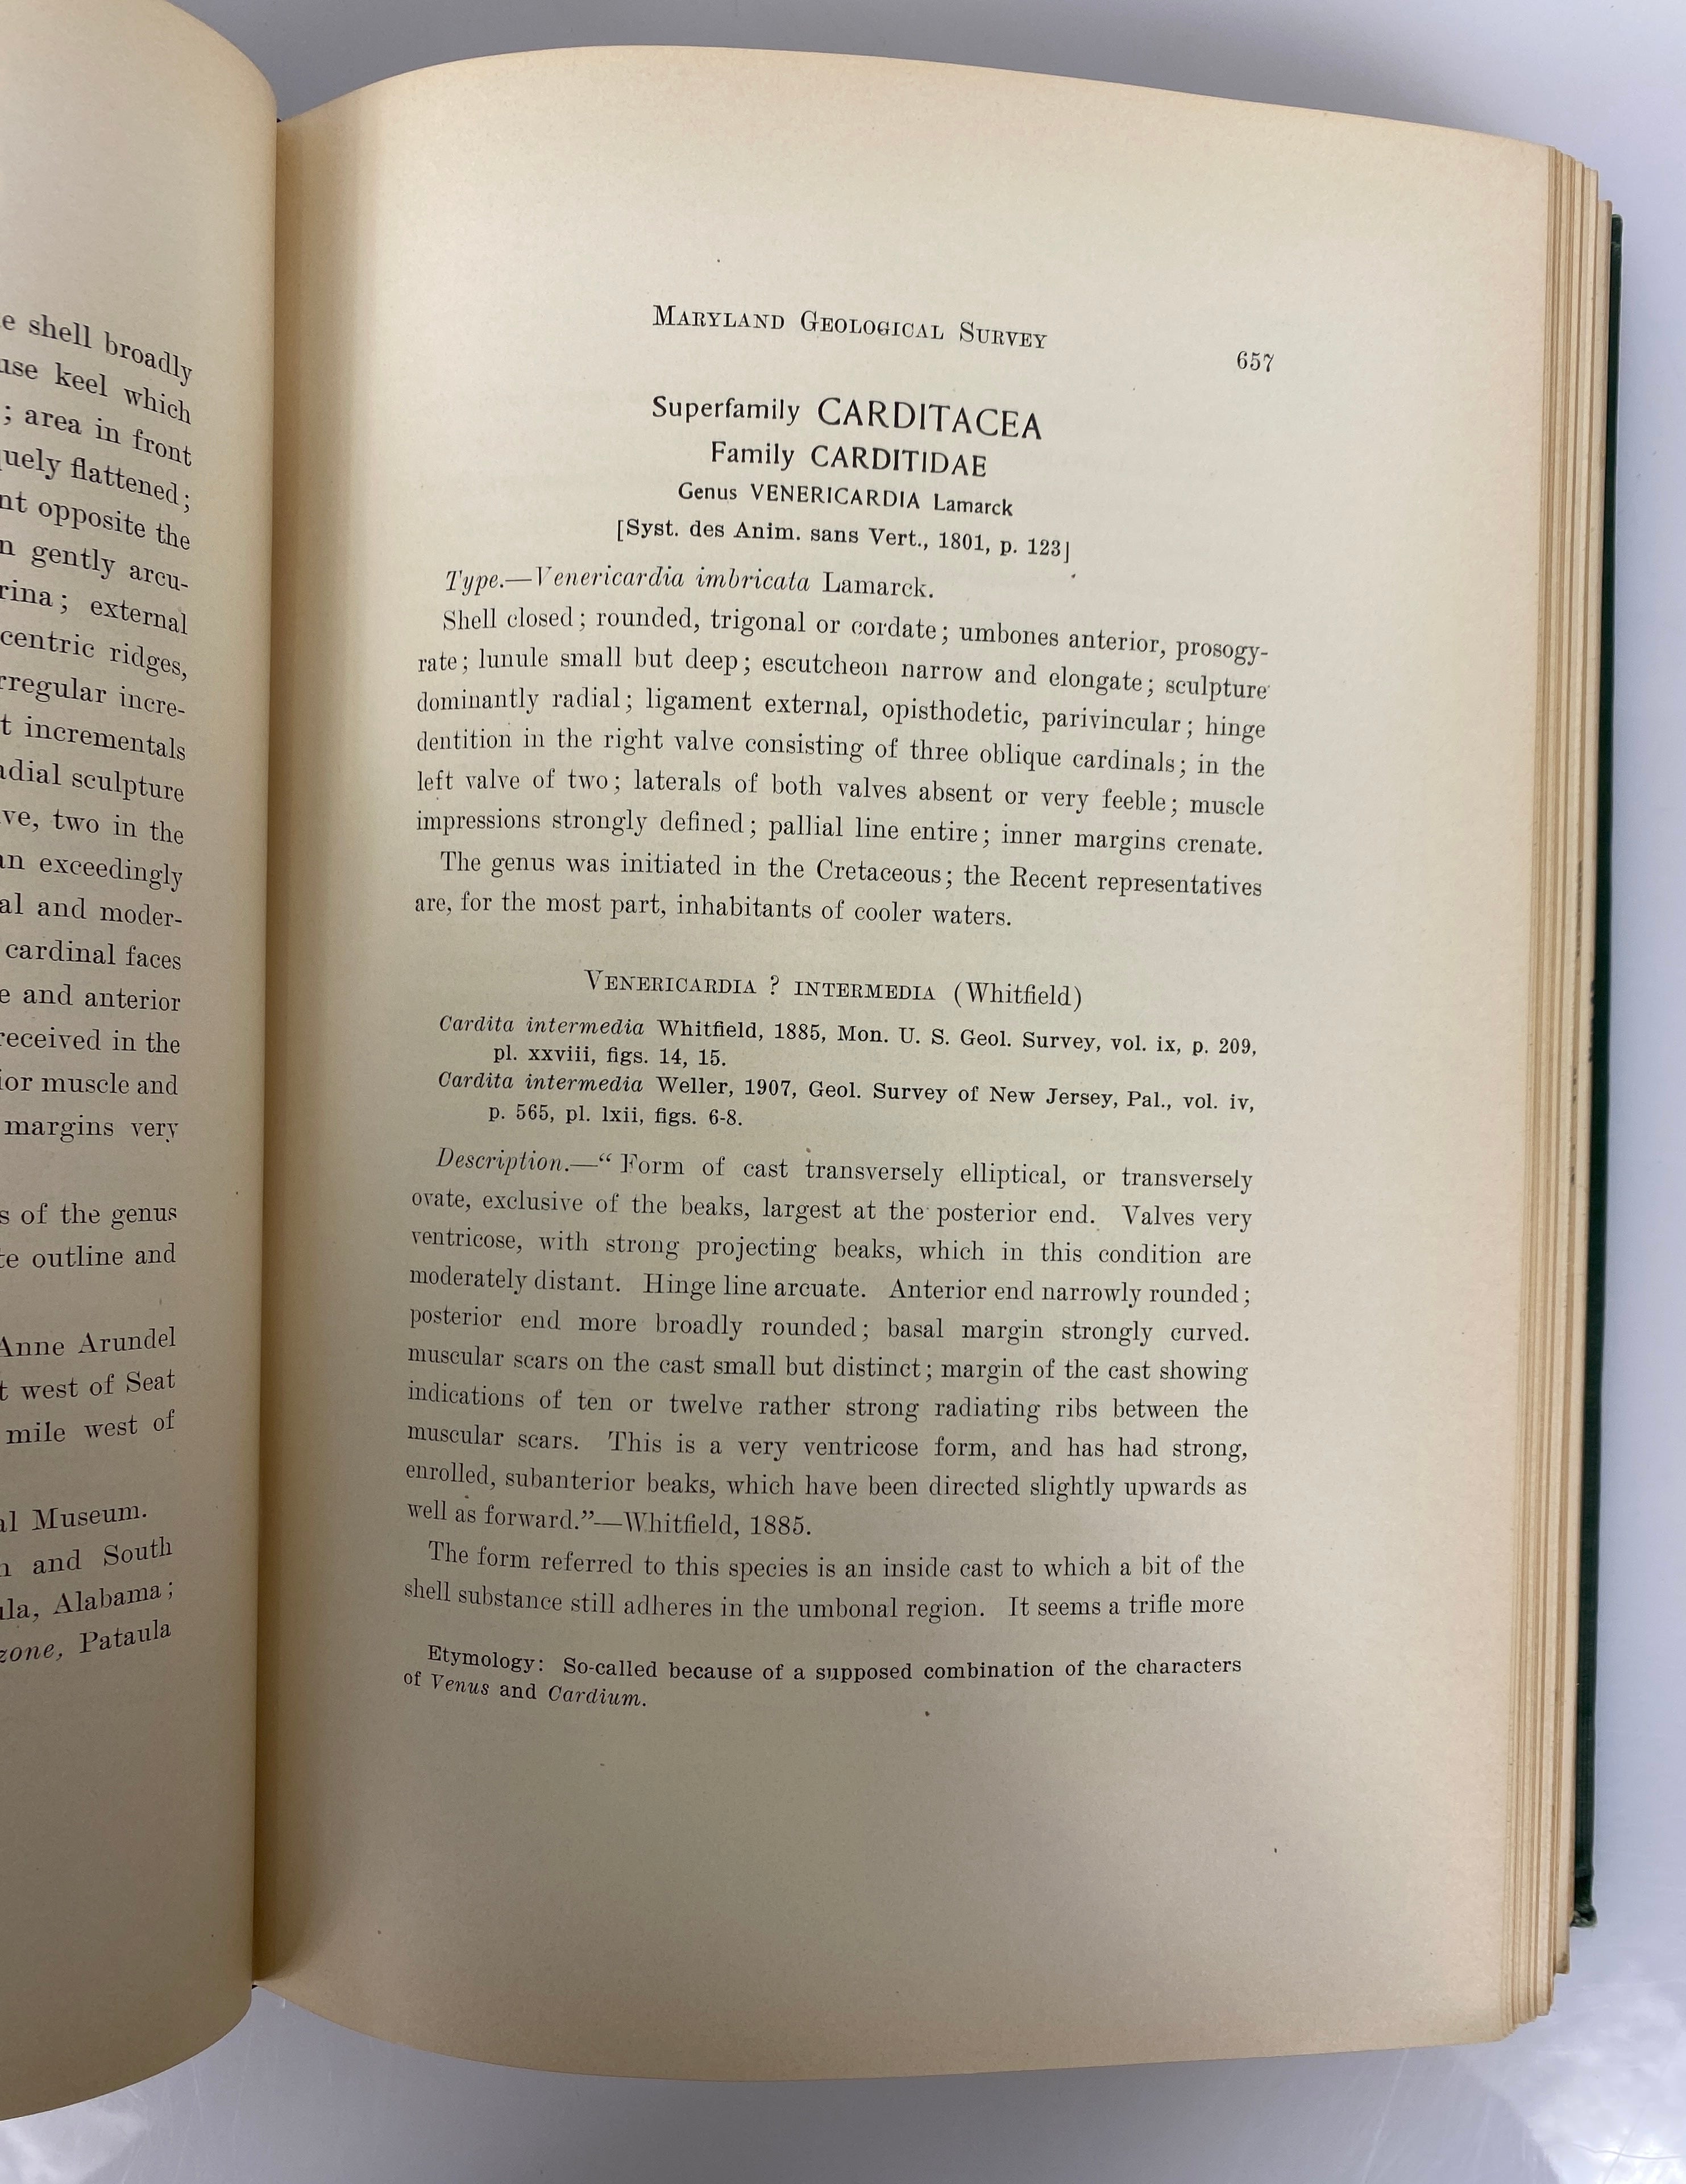 e shell broadly
use keel which
; area in front
quely flattened;
nt opposite the
n gently arcu-
rina; external
centric ridges,
rregular incre-
t incrementals
adial sculpture
ve, two in the
an exceedingly
al and moder-
cardinal faces
e and anterior
received in the
ior muscle and
margins very
s of the genus
te outline and
Anne Arundel
t west of Seat
mile west of
al Museum.
n and South
ula, Alabama;
zone, Pataula
MARYLAND GEOLOGICAL SURVEY
657
Superfamily CARDITACEA
Family CARDITIDAE
Genus VENERICARDIA Lamarck
[Syst. des Anim. sans Vert., 1801, p. 123]
Type.—Venericardia imbricata Lamarck.
Shell closed; rounded, trigonal or cordate; umbones anterior, prosogy-
rate; lunule small but deep; escutcheon narrow and elongate; sculpture
dominantly radial; ligament external, opisthodetic, parivincular; hinge
dentition in the right valve consisting of three oblique cardinals; in the
left valve of two; laterals of both valves absent or very feeble; muscle
impressions strongly defined; pallial line entire; inner margins crenate.
The genus was initiated in the Cretaceous; the Recent representatives
are, for the most part, inhabitants of cooler waters.
VENERICARDIA ? INTERMEDIA (Whitfield)
Cardita intermedia Whitfield, 1885, Mon. U. S. Geol. Survey, vol. ix, p. 209,
pl. xxviii, figs. 14, 15.
Cardita intermedia Weller, 1907, Geol. Survey of New Jersey, Pal., vol. iv,
p. 565, pl. lxii, figs. 6-8.
Description.—“Form of cast transversely elliptical, or transversely
ovate, exclusive of the beaks, largest at the posterior end. Valves very
ventricose, with strong projecting beaks, which in this condition are
moderately distant. Hinge line arcuate. Anterior end narrowly rounded;
posterior end more broadly rounded; basal margin strongly curved.
muscular scars on the cast small but distinct; margin of the cast showing
indications of ten or twelve rather strong radiating ribs between the
muscular scars. This is a very ventricose form, and has had strong,
enrolled, subanterior beaks, which have been directed slightly upwards as
well as forward.”—Whitfield, 1885.
The form referred to this species is an inside cast to which a bit of the
shell substance still adheres in the umbonal region. It seems a trifle more
Etymology: So-called because of a supposed combination of the characters
of Venus and Cardium.